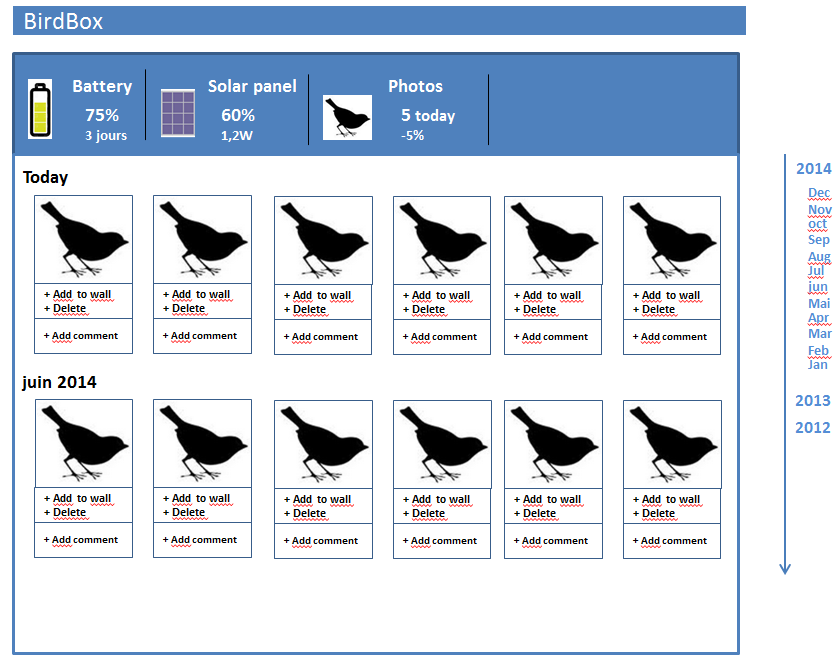 BirdBox
Battery
75%
3 jours
Solar panel
60%
1,2W
Photos
5 today
-5%
Today
+ Add to wall
+ Delete
+ Add comment
+ Add to wall
+ Delete
+ Add comment
+ Add to wall
+ Delete
+ Add comment
+ Add to wall
+ Delete
+ Add comment
+ Add to wall
+ Delete
+ Add comment
+ Add to wall
+ Delete
+ Add comment
juin 2014
+ Add to wall
+ Delete
+ Add comment
+ Add to wall
+ Delete
+ Add comment
+ Add to wall
+ Delete
+ Add comment
+ Add to wall
+ Delete
+ Add comment
+ Add to wall
+ Delete
+ Add comment
+ Add to wall
+ Delete
+ Add comment
2014
Dec
Nov
oct
Sep
Aug
Jul
jun
Mai
Apr
Mar
Feb
Jan
2013
2012